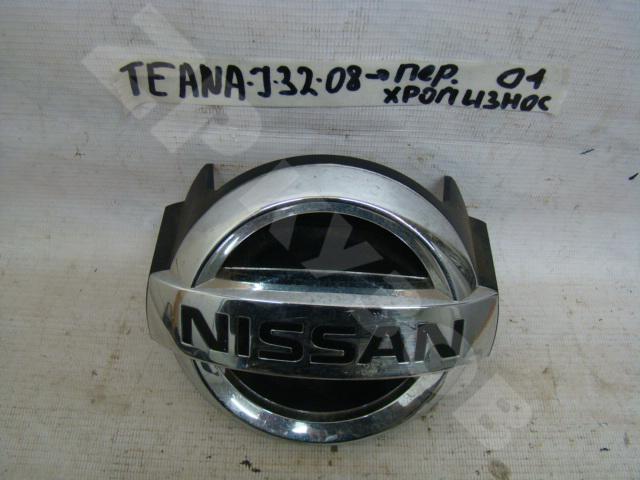 TEANA-J32-08→ пер. 01
хром износ
NISSAN